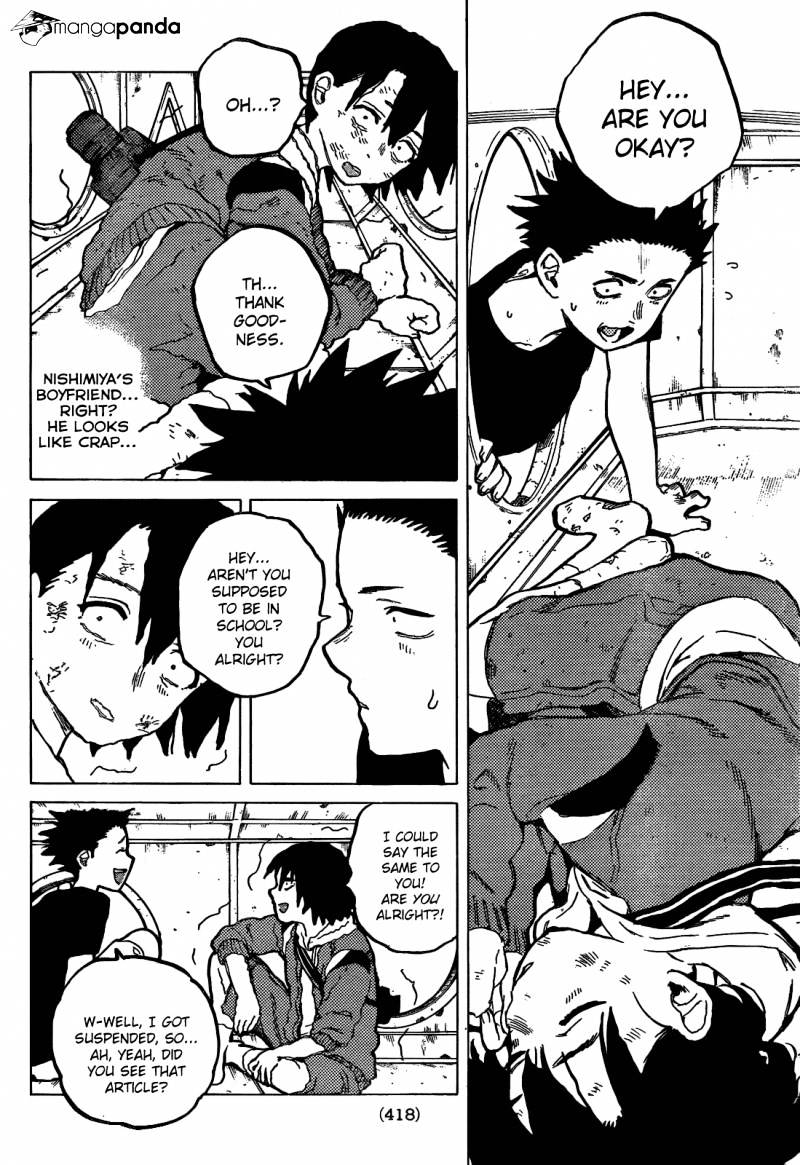 mangapanda
HEY...
ARE YOU
OKAY?
OH...?
TH...
THANK
GOOD-
NESS.
NISHIMIYA'S
BOYFRIEND...
RIGHT?
HE LOOKS
LIKE CRAP...
HEY...
AREN'T YOU
SUPPOSED
TO BE IN
SCHOOL?
YOU
ALRIGHT?
I COULD
SAY THE
SAME TO
YOU!
ARE YOU
ALRIGHT?!
W-WELL, I GOT
SUSPENDED, SO...
AH, YEAH, DID
YOU SEE THAT
ARTICLE?
(418)